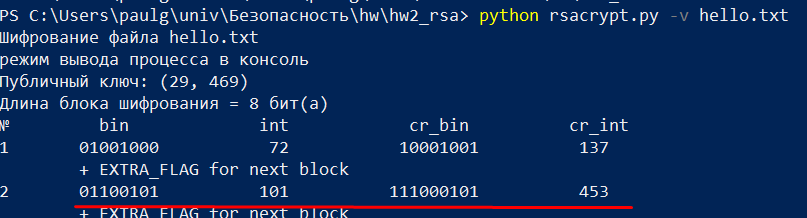 PS C:\Users\paulg\univ\Безопасность\hw\hw2_rsa> python rsacrypt.py -v hello.txt
Шифрование файла hello.txt
режим вывода процесса в консоль
Публичный ключ: (29, 469)
Длина блока шифрования = 8 бит(а)
№ bin int cr_bin cr_int
1 01001000 72 10001001 137
+ EXTRA_FLAG for next block
2 01100101 101 111000101 453
+ EXTRA_FLAG for next block